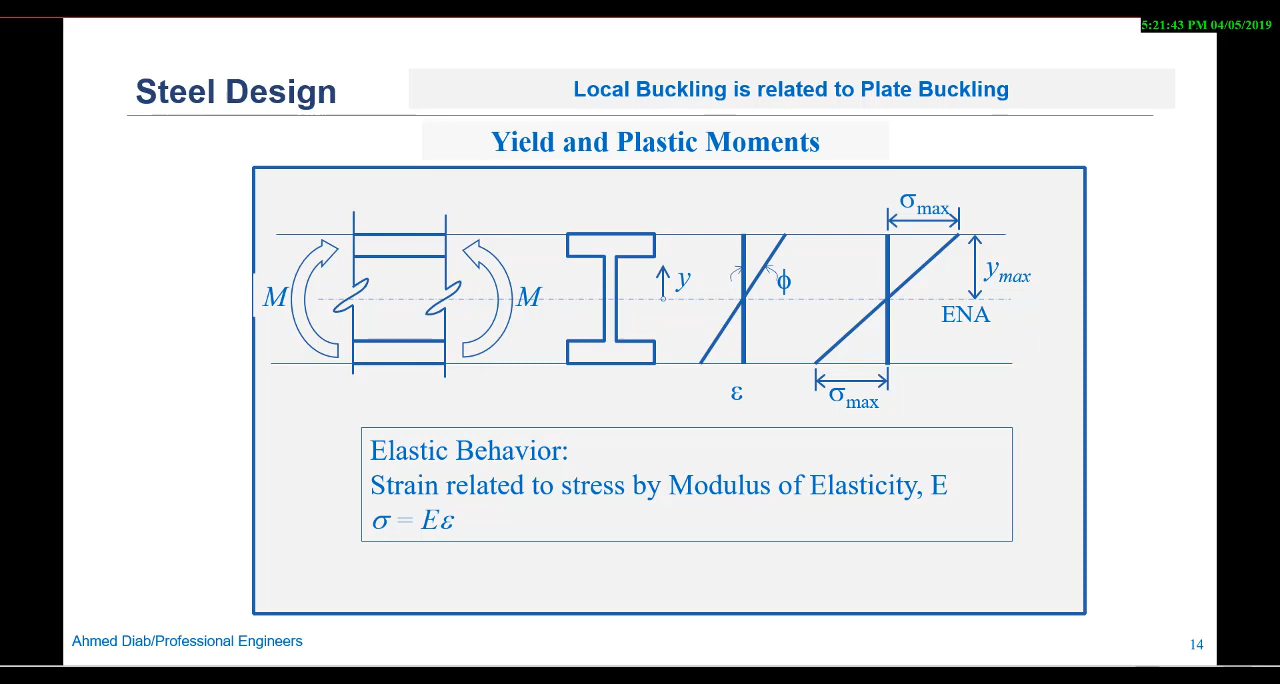 5:21:43 PM 04/05/2019
Steel Design
Local Buckling is related to Plate Buckling
Yield and Plastic Moments
σmax
M
M
y
ϕ
ymax
ENA
ε
σmax
Elastic Behavior:
Strain related to stress by Modulus of Elasticity, E
σ = Eε
Ahmed Diab/Professional Engineers
14